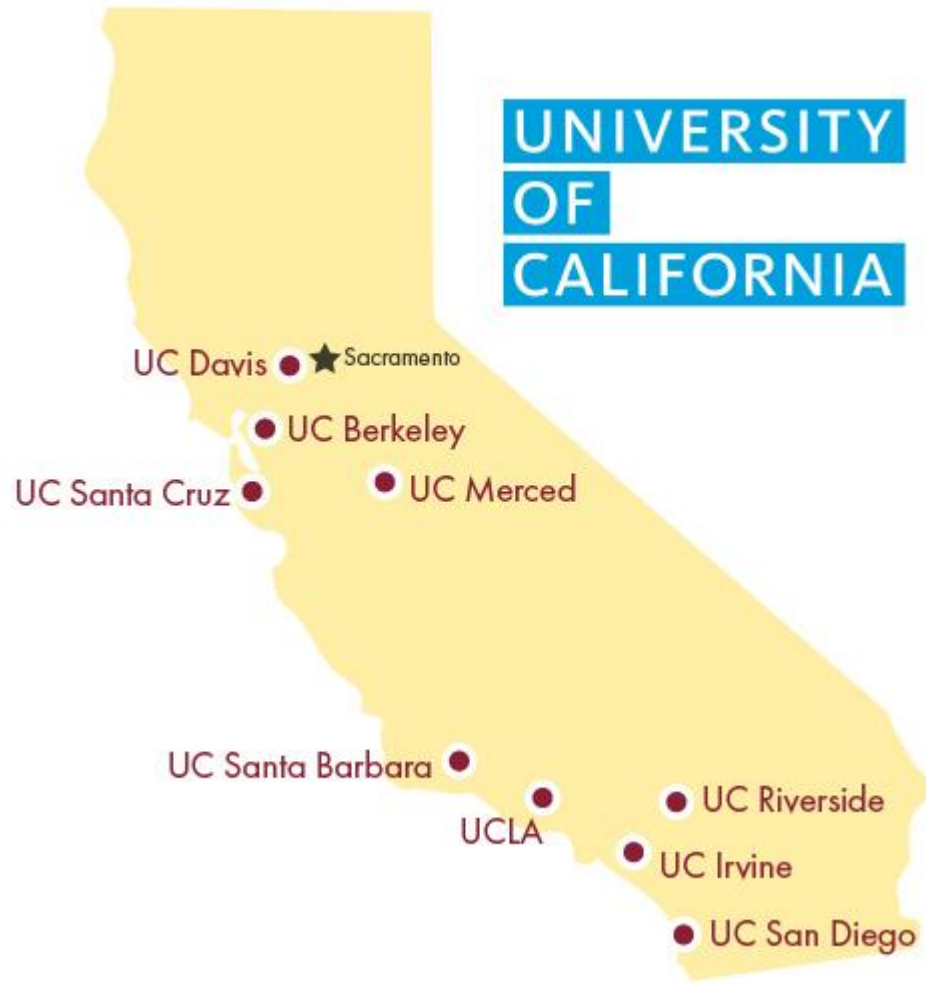 UNIVERSITY
OF
CALIFORNIA
UC Davis
Sacramento
UC Berkeley
UC Santa Cruz
UC Merced
UC Santa Barbara
UCLA
UC Riverside
UC Irvine
UC San Diego